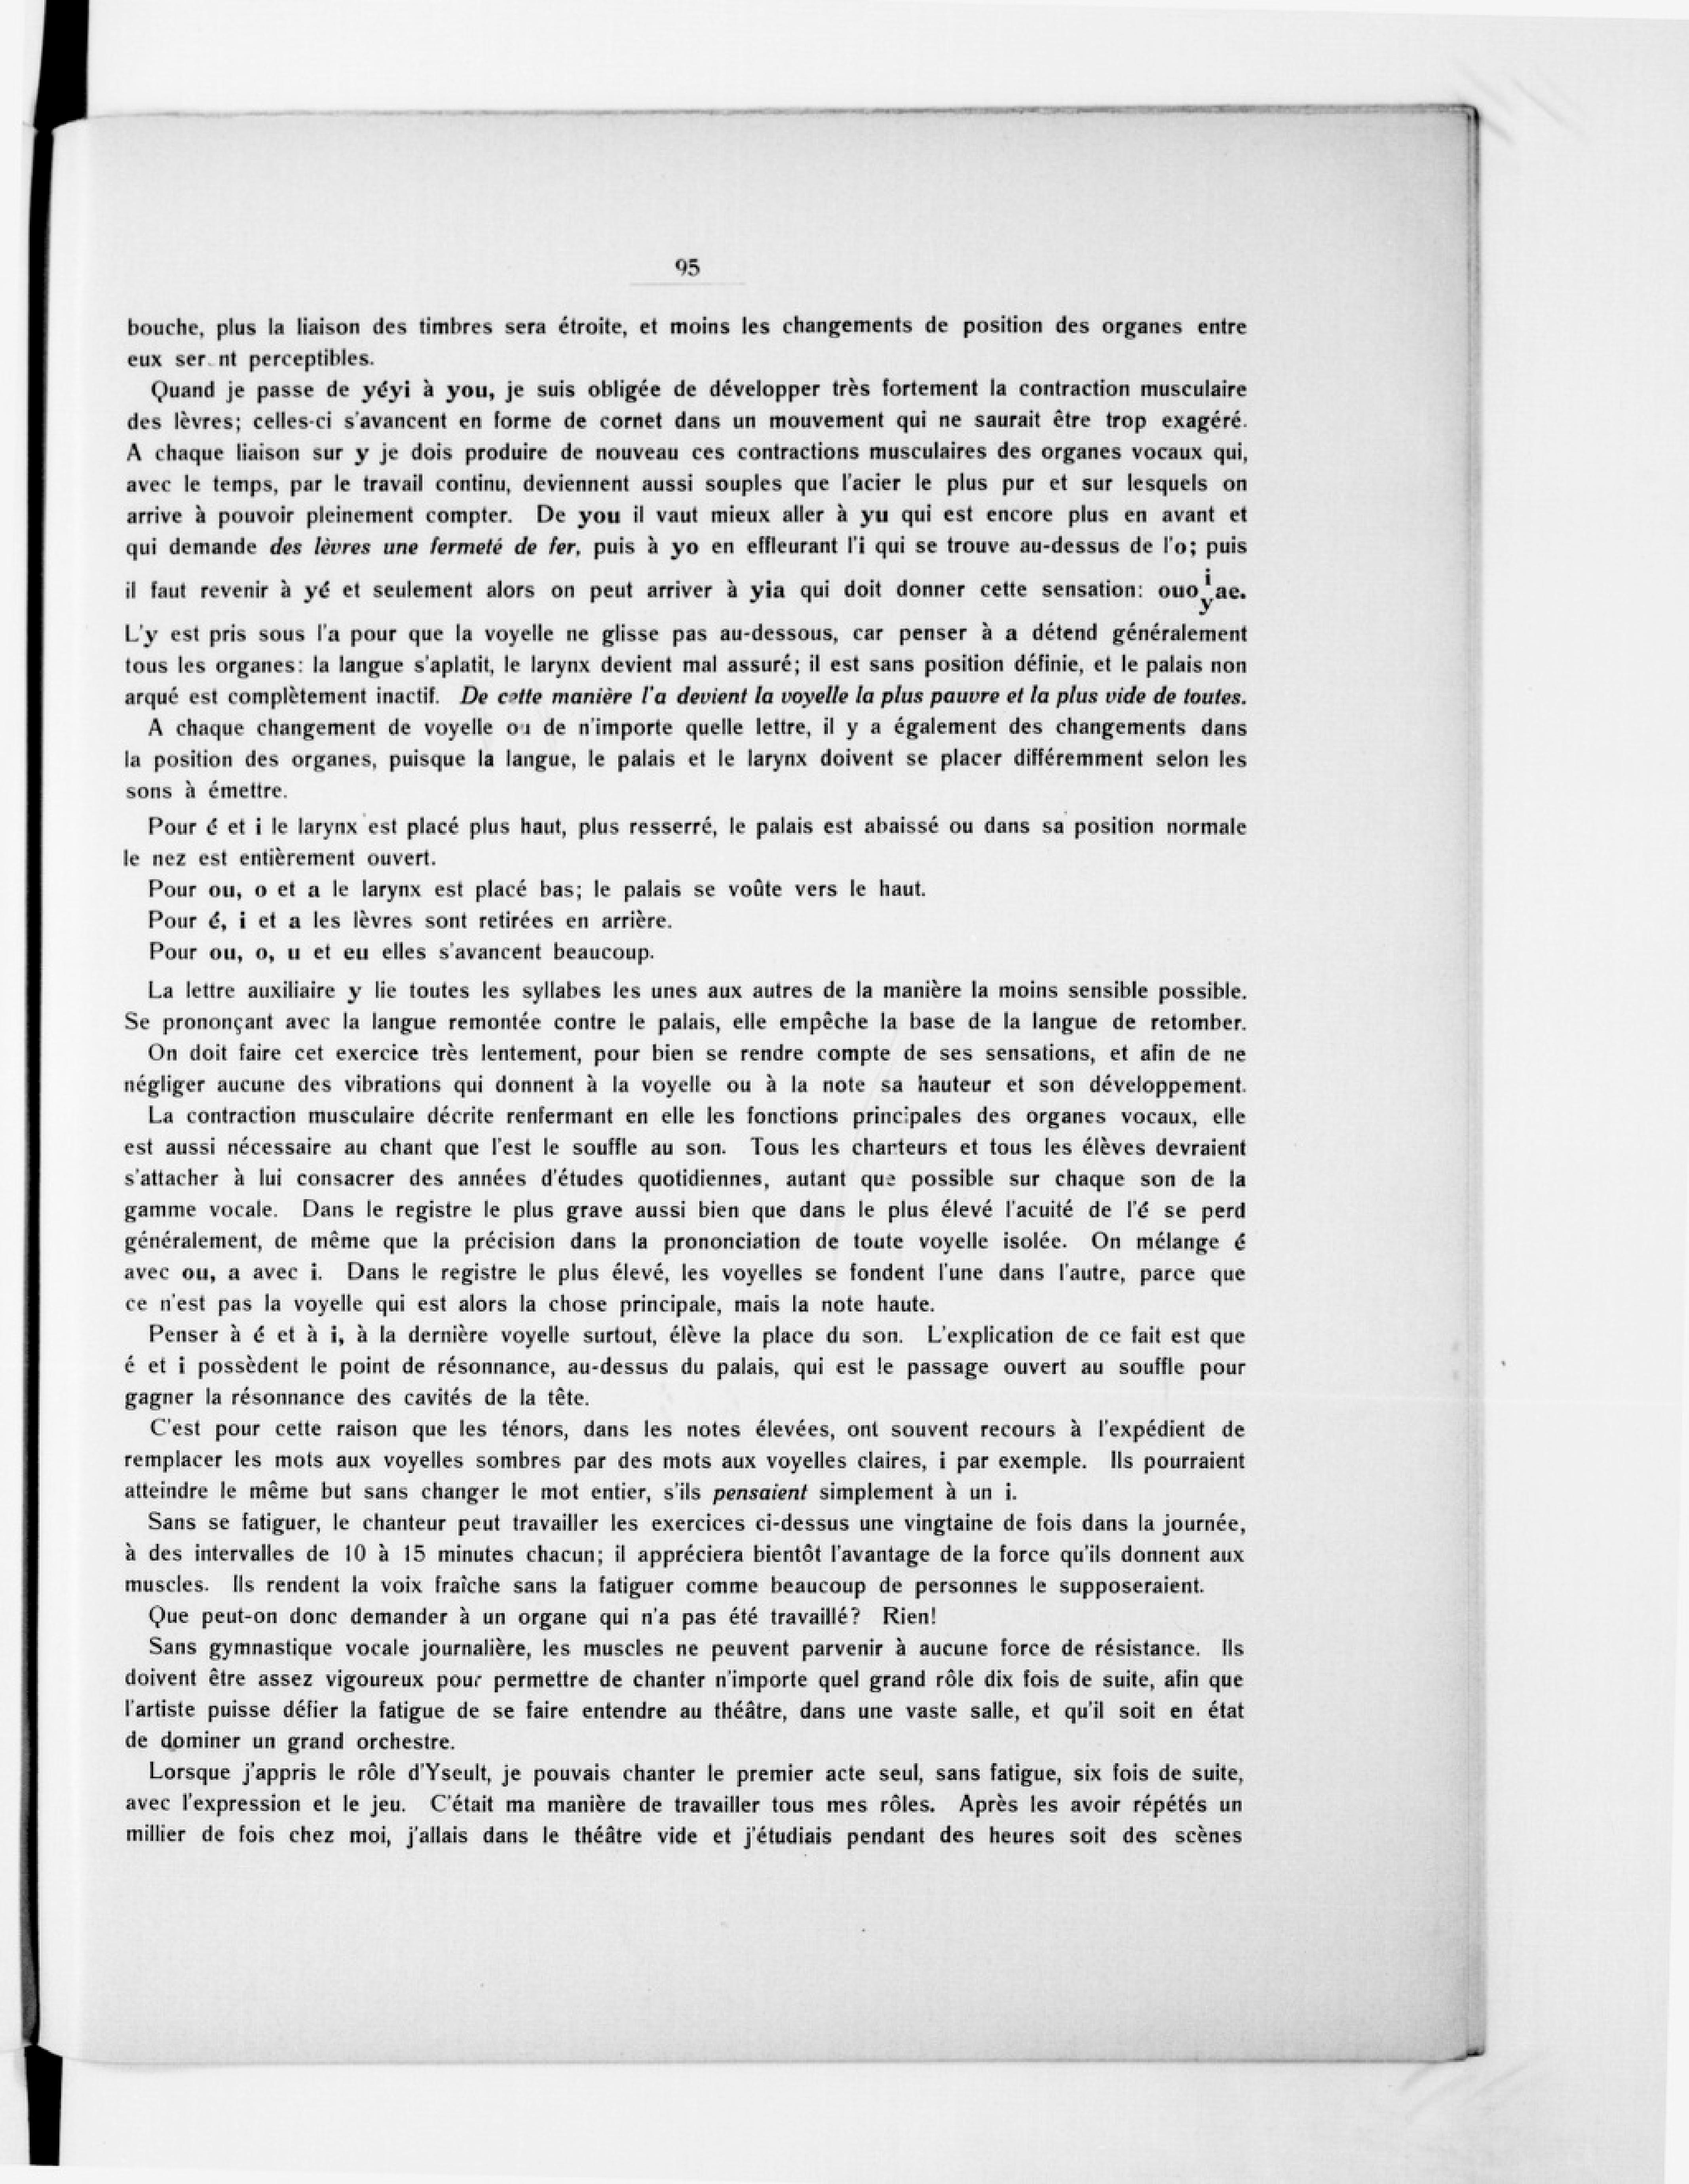 95
bouche, plus la liaison des timbres sera étroite, et moins les changements de position des organes entre
eux ser nt perceptibles.
Quand je passe de yéyi à you, je suis obligée de développer très fortement la contraction musculaire
des lèvres; celles-ci s'avancent en forme de cornet dans un mouvement qui ne saurait être trop exagéré.
A chaque liaison sur y je dois produire de nouveau ces contractions musculaires des organes vocaux qui,
avec le temps, par le travail continu, deviennent aussi souples que l'acier le plus pur et sur lesquels on
arrive à pouvoir pleinement compter. De you il vaut mieux aller à yu qui est encore plus en avant et
qui demande des lèvres une fermeté de fer, puis à yo en effleurant l'i qui se trouve au-dessus de l'o; puis
il faut revenir à yé et seulement alors on peut arriver à yia qui doit donner cette sensation: ouo i y ae.
L'y est pris sous l'a pour que la voyelle ne glisse pas au-dessous, car penser à a détend généralement
tous les organes: la langue s'aplatit, le larynx devient mal assuré; il est sans position définie, et le palais non
arqué est complètement inactif. De cette manière l'a devient la voyelle la plus pauvre et la plus vide de toutes.
A chaque changement de voyelle ou de n'importe quelle lettre, il y a également des changements dans
la position des organes, puisque la langue, le palais et le larynx doivent se placer différemment selon les
sons à émettre.
Pour é et i le larynx est placé plus haut, plus resserré, le palais est abaissé ou dans sa position normale
le nez est entièrement ouvert.
Pour ou, o et a le larynx est placé bas; le palais se voûte vers le haut.
Pour é, i et a les lèvres sont retirées en arrière.
Pour ou, o, u et eu elles s'avancent beaucoup.
La lettre auxiliaire y lie toutes les syllabes les unes aux autres de la manière la moins sensible possible.
Se prononçant avec la langue remontée contre le palais, elle empêche la base de la langue de retomber.
On doit faire cet exercice très lentement, pour bien se rendre compte de ses sensations, et afin de ne
négliger aucune des vibrations qui donnent à la voyelle ou à la note sa hauteur et son développement.
La contraction musculaire décrite renfermant en elle les fonctions principales des organes vocaux, elle
est aussi nécessaire au chant que l'est le souffle au son. Tous les chanteurs et tous les élèves devraient
s'attacher à lui consacrer des années d'études quotidiennes, autant que possible sur chaque son de la
gamme vocale. Dans le registre le plus grave aussi bien que dans le plus élevé l'acuité de l'é se perd
généralement, de même que la précision dans la prononciation de toute voyelle isolée. On mélange é
avec ou, a avec i. Dans le registre le plus élevé, les voyelles se fondent l'une dans l'autre, parce que
ce n'est pas la voyelle qui est alors la chose principale, mais la note haute.
Penser à é et à i, à la dernière voyelle surtout, élève la place du son. L'explication de ce fait est que
é et i possèdent le point de résonnance, au-dessus du palais, qui est le passage ouvert au souffle pour
gagner la résonnance des cavités de la tête.
C'est pour cette raison que les ténors, dans les notes élevées, ont souvent recours à l'expédient de
remplacer les mots aux voyelles sombres par des mots aux voyelles claires, i par exemple. Ils pourraient
atteindre le même but sans changer le mot entier, s'ils pensaient simplement à un i.
Sans se fatiguer, le chanteur peut travailler les exercices ci-dessus une vingtaine de fois dans la journée,
à des intervalles de 10 à 15 minutes chacun; il appréciera bientôt l'avantage de la force qu'ils donnent aux
muscles. Ils rendent la voix fraîche sans la fatiguer comme beaucoup de personnes le supposeraient.
Que peut-on donc demander à un organe qui n'a pas été travaillé? Rien!
Sans gymnastique vocale journalière, les muscles ne peuvent parvenir à aucune force de résistance. Ils
doivent être assez vigoureux pour permettre de chanter n'importe quel grand rôle dix fois de suite, afin que
l'artiste puisse défier la fatigue de se faire entendre au théâtre, dans une vaste salle, et qu'il soit en état
de dominer un grand orchestre.
Lorsque j'appris le rôle d'Yseult, je pouvais chanter le premier acte seul, sans fatigue, six fois de suite,
avec l'expression et le jeu. C'était ma manière de travailler tous mes rôles. Après les avoir répétés un
millier de fois chez moi, j'allais dans le théâtre vide et j'étudiais pendant des heures soit des scènes